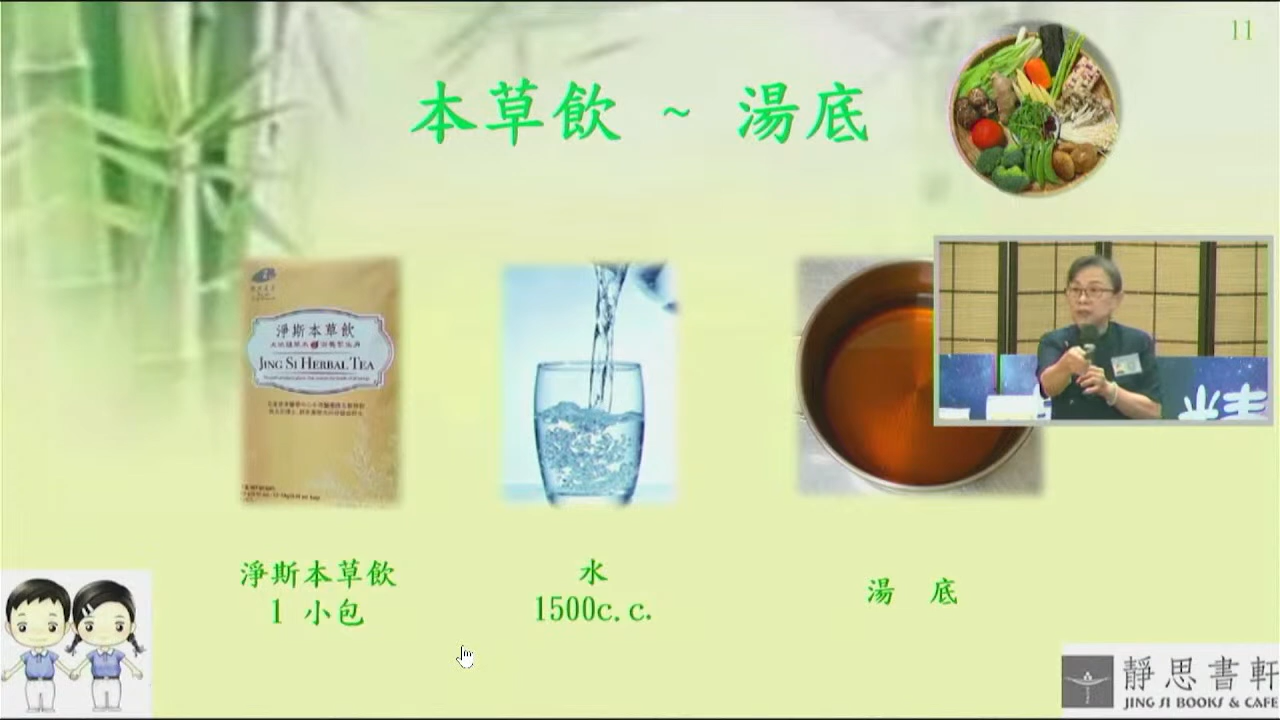 11
本草飲 ~ 湯底
淨斯本草飲
JING SI HERBAL TEA
淨斯本草飲
1 小包
水
1500c.c.
湯 底
靜思書軒
JING SI BOOKS & CAFE